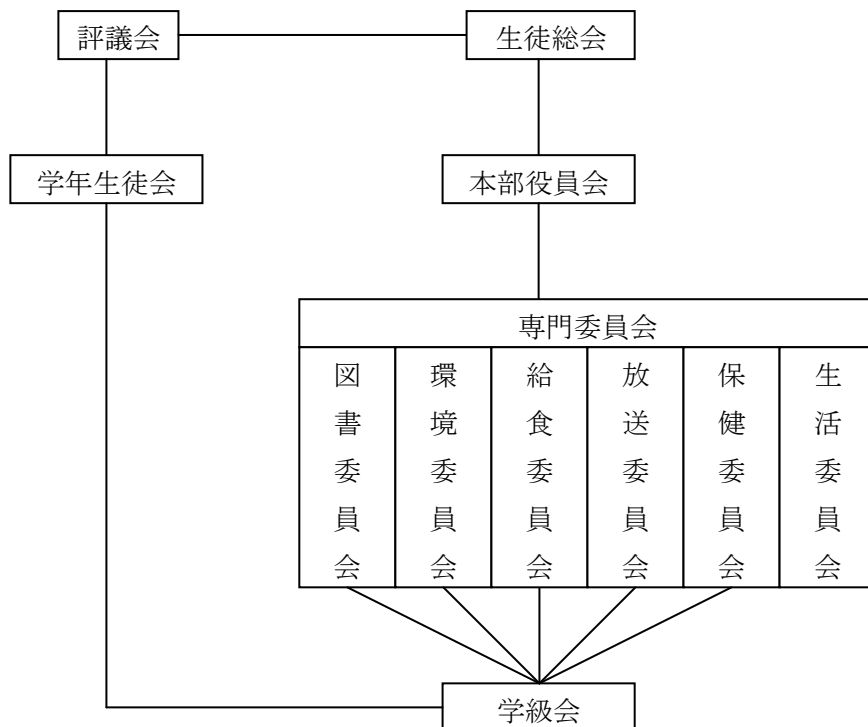 評議会
生徒総会
学年生徒会
本部役員会
専門委員会
図書委員会
環境委員会
給食委員会
放送委員会
保健委員会
生活委員会
学級会